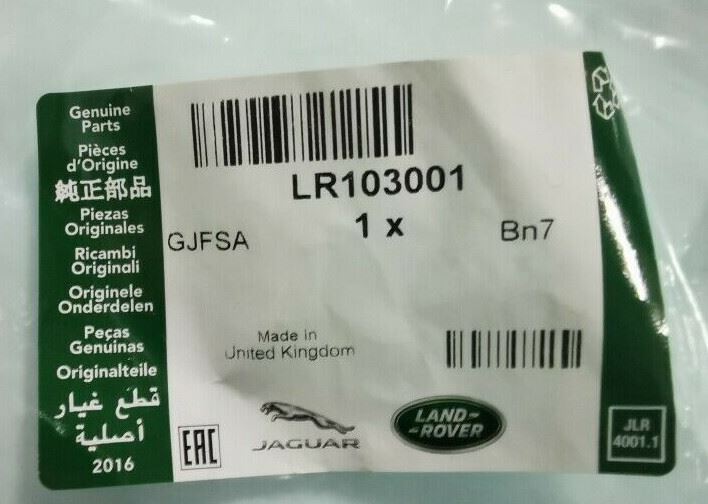 Genuine
Parts
Pièces
d'Origine
純正部品
Piezas
Originales
Ricambi
Originali
Originele
Onderdelen
Peças
Genuinas
Originalteile
قطع غيار
أصلية
2016
LR103001
1 x
GJFSA
Bn7
Made in
United Kingdom
EAC
JAGUAR
LAND-
-ROVER
JLR
4001.1